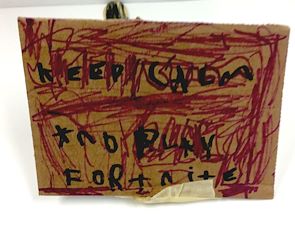 KEEP CALM
AND PLAY
FORTNITE